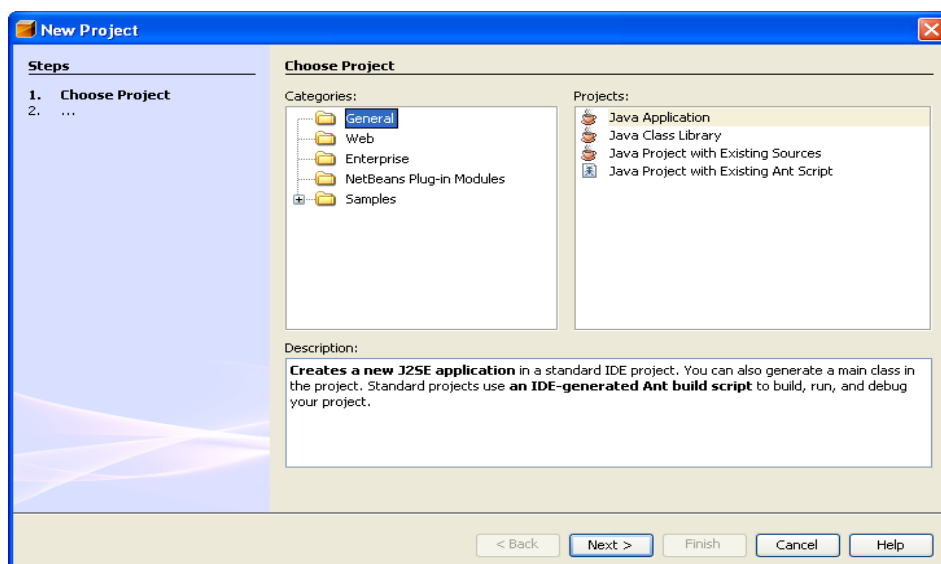 New Project
Steps
1. Choose Project
2. ...
Choose Project
Categories:
General
Web
Enterprise
NetBeans Plug-in Modules
Samples
Projects:
Java Application
Java Class Library
Java Project with Existing Sources
Java Project with Existing Ant Script
Description:
Creates a new J2SE application in a standard IDE project. You can also generate a main class in
the project. Standard projects use an IDE-generated Ant build script to build, run, and debug
your project.
< Back
Next >
Finish
Cancel
Help